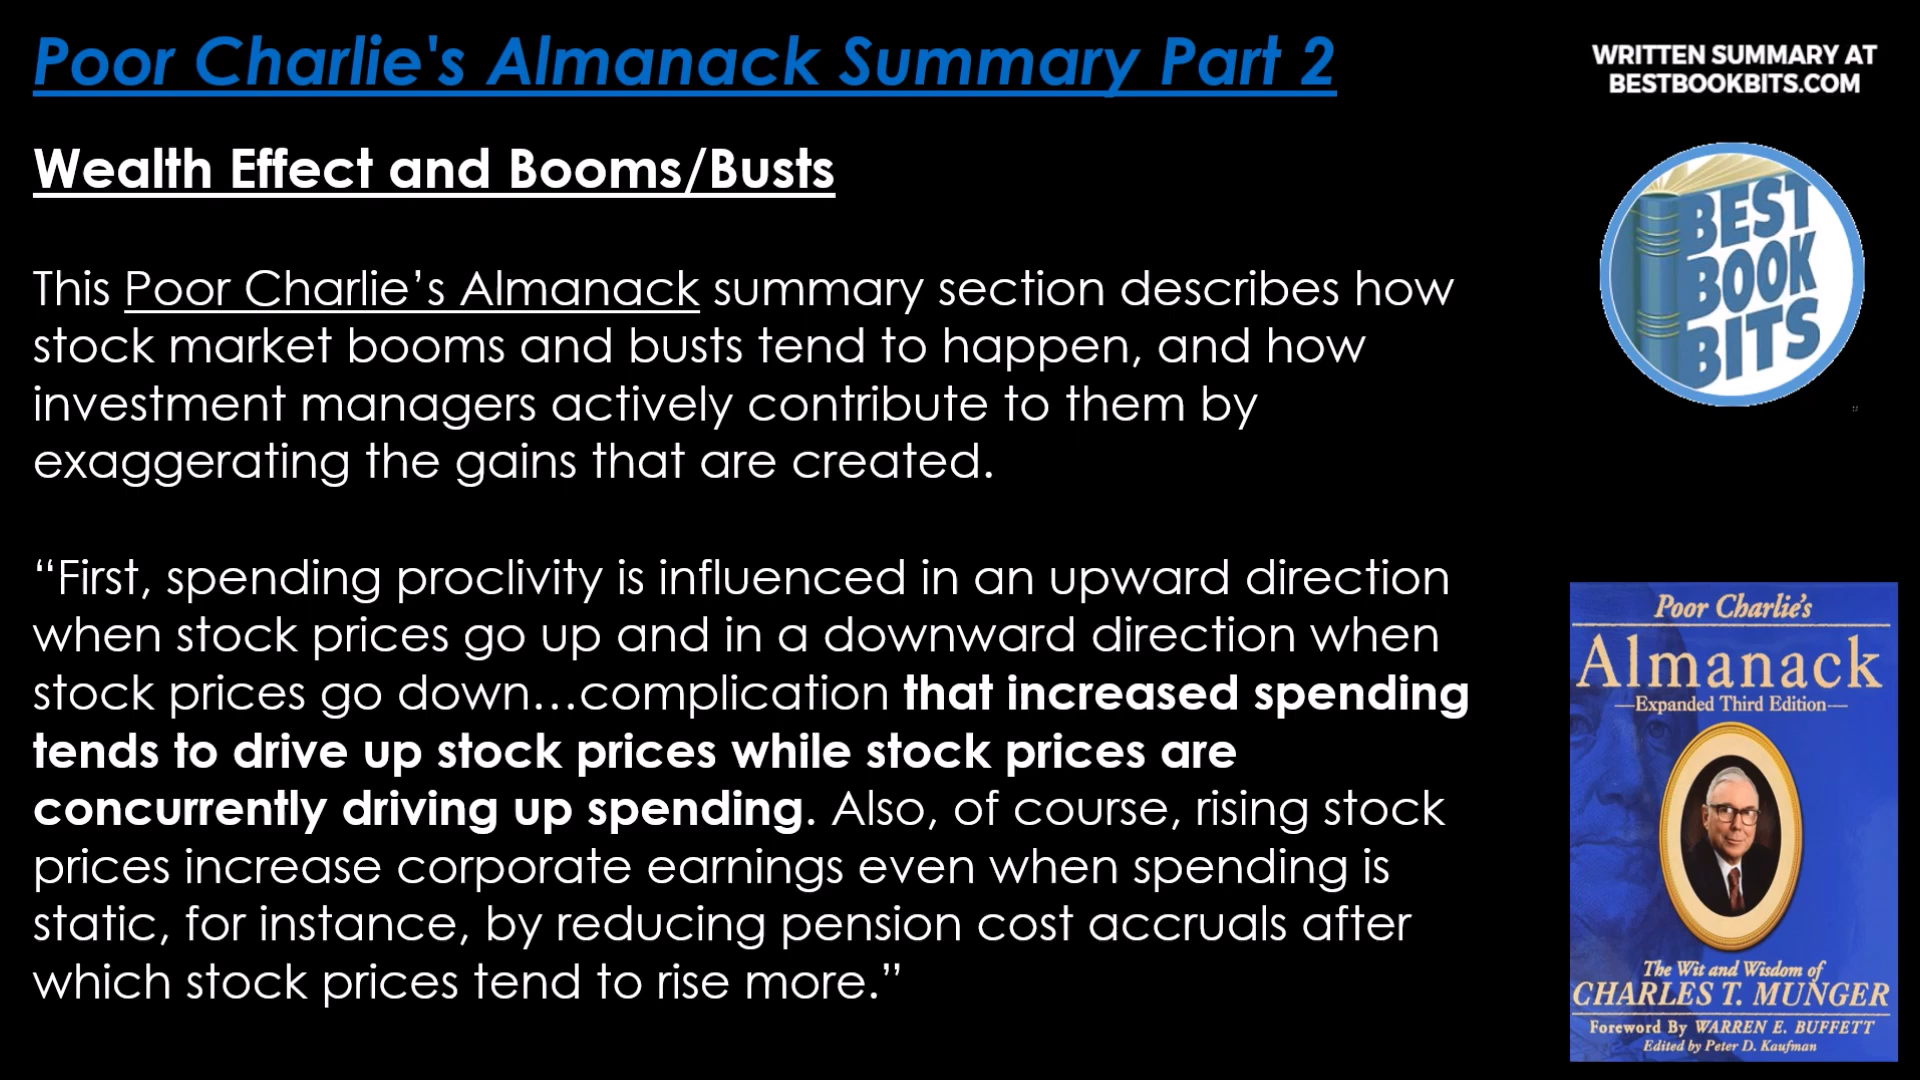 Poor Charlie's Almanack Summary Part 2
WRITTEN SUMMARY AT
BESTBOOKBITS.COM
Wealth Effect and Booms/Busts
This Poor Charlie’s Almanack summary section describes how
stock market booms and busts tend to happen, and how
investment managers actively contribute to them by
exaggerating the gains that are created.
“First, spending proclivity is influenced in an upward direction
when stock prices go up and in a downward direction when
stock prices go down…complication that increased spending
tends to drive up stock prices while stock prices are
concurrently driving up spending. Also, of course, rising stock
prices increase corporate earnings even when spending is
static, for instance, by reducing pension cost accruals after
which stock prices tend to rise more.”
BEST
BOOK
BITS
Poor Charlie's
Almanack
—Expanded Third Edition—
The Wit and Wisdom of
CHARLES T. MUNGER
Foreword By WARREN E. BUFFETT
Edited by Peter D. Kaufman